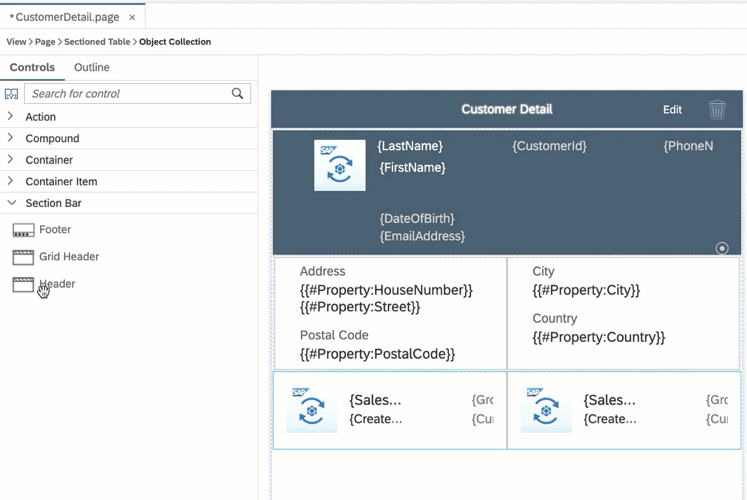 *CustomerDetail.page ×
View > Page > Sectioned Table > Object Collection
Controls Outline
Search for control
Action
Compound
Container
Container Item
Section Bar
Footer
Grid Header
Header
Customer Detail Edit
SAP
{LastName} {CustomerId} {PhoneN
{FirstName}
{DateOfBirth}
{EmailAddress}
Address
{{#Property:HouseNumber}}
{{#Property:Street}}
Postal Code
{{#Property:PostalCode}}
City
{{#Property:City}}
Country
{{#Property:Country}}
SAP
{Sales... {Gro
{Create... {Cur
SAP
{Sales... {Gro
{Create... {Cur